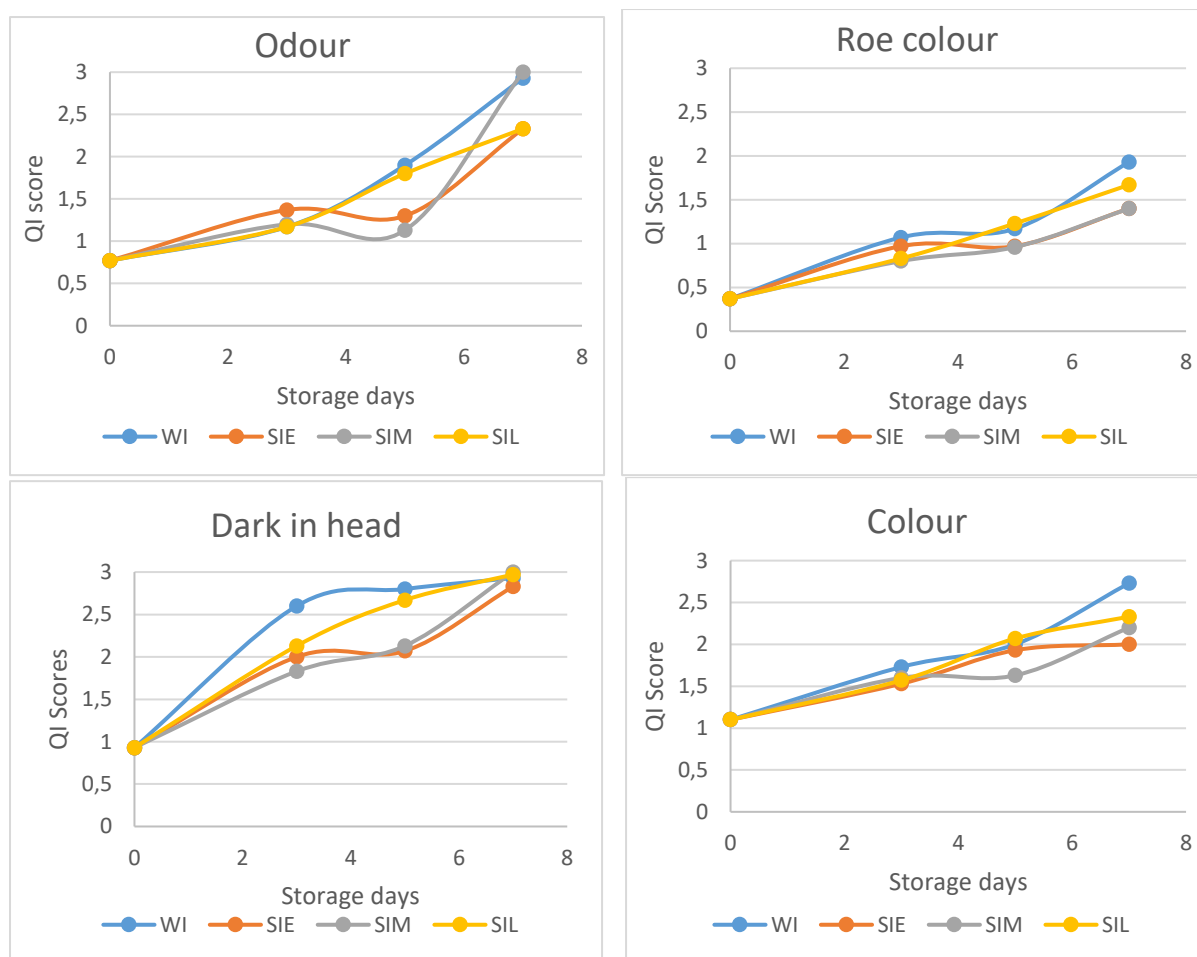 Odour
3
2,5
2
1,5
1
0,5
0
QI score
0 2 4 6 8
Storage days
WI SIE SIM SIL
Roe colour
3
2,5
2
1,5
1
0,5
0
QI Score
0 2 4 6 8
Storage days
WI SIE SIM SIL
Dark in head
3
2,5
2
1,5
1
0,5
0
QI Scores
0 2 4 6 8
Storage days
WI SIE SIM SIL
Colour
3
2,5
2
1,5
1
0,5
0
QI Score
0 2 4 6 8
Storage days
WI SIE SIM SIL